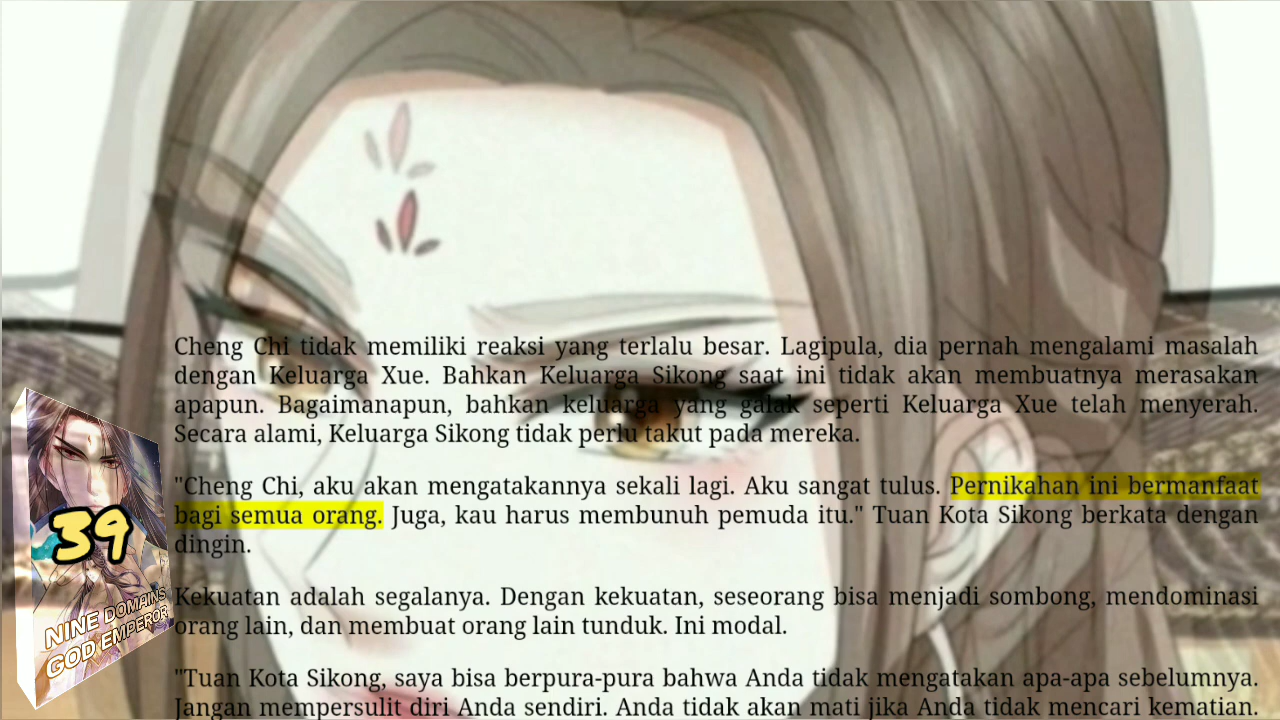 Cheng Chi tidak memiliki reaksi yang terlalu besar. Lagipula, dia pernah mengalami masalah
dengan Keluarga Xue. Bahkan Keluarga Sikong saat ini tidak akan membuatnya merasakan
apapun. Bagaimanapun, bahkan keluarga yang galak seperti Keluarga Xue telah menyerah.
Secara alami, Keluarga Sikong tidak perlu takut pada mereka.
"Cheng Chi, aku akan mengatakannya sekali lagi. Aku sangat tulus. Pernikahan ini bermanfaat
bagi semua orang. Juga, kau harus membunuh pemuda itu." Tuan Kota Sikong berkata dengan
dingin.
Kekuatan adalah segalanya. Dengan kekuatan, seseorang bisa menjadi sombong, mendominasi
orang lain, dan membuat orang lain tunduk. Ini modal.
"Tuan Kota Sikong, saya bisa berpura-pura bahwa Anda tidak mengatakan apa-apa sebelumnya.
Jangan mempersulit diri Anda sendiri. Anda tidak akan mati jika Anda tidak mencari kematian.
39
NINE DOMAINS
GOD EMPEROR